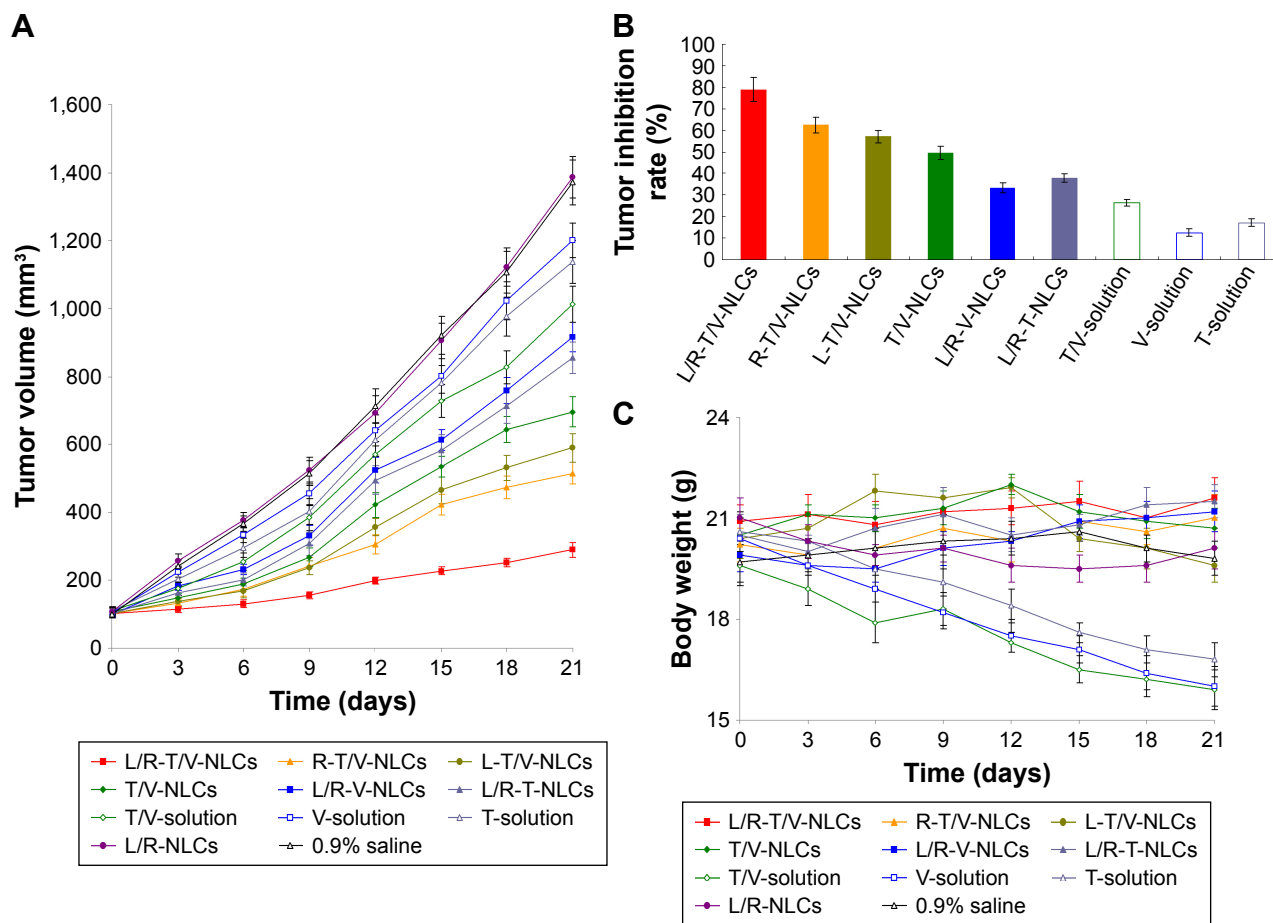 A
1,600
1,400
1,200
1,000
800
600
400
200
0
Tumor volume (mm³)
0 3 6 9 12 15 18 21
Time (days)
L/R-T/V-NLCs R-T/V-NLCs L-T/V-NLCs
T/V-NLCs L/R-V-NLCs L/R-T-NLCs
T/V-solution V-solution T-solution
L/R-NLCs 0.9% saline
B
100
90
80
70
60
50
40
30
20
10
0
Tumor inhibition
rate (%)
L/R-T/V-NLCs
R-T/V-NLCs
L-T/V-NLCs
T/V-NLCs
L/R-V-NLCs
L/R-T-NLCs
T/V-solution
V-solution
T-solution
C
24
21
18
15
Body weight (g)
0 3 6 9 12 15 18 21
Time (days)
L/R-T/V-NLCs R-T/V-NLCs L-T/V-NLCs
T/V-NLCs L/R-V-NLCs L/R-T-NLCs
T/V-solution V-solution T-solution
L/R-NLCs 0.9% saline